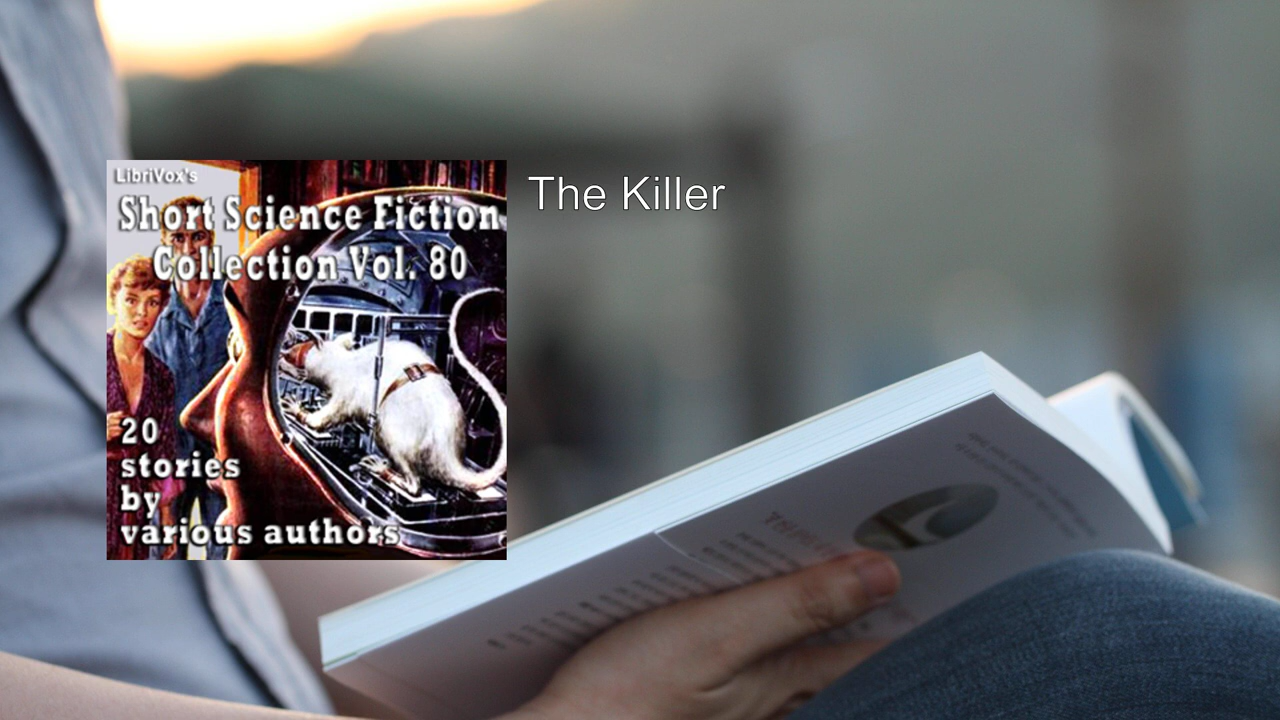 LibriVox's
Short Science Fiction
Collection Vol. 80
20
stories
by
various authors
The Killer